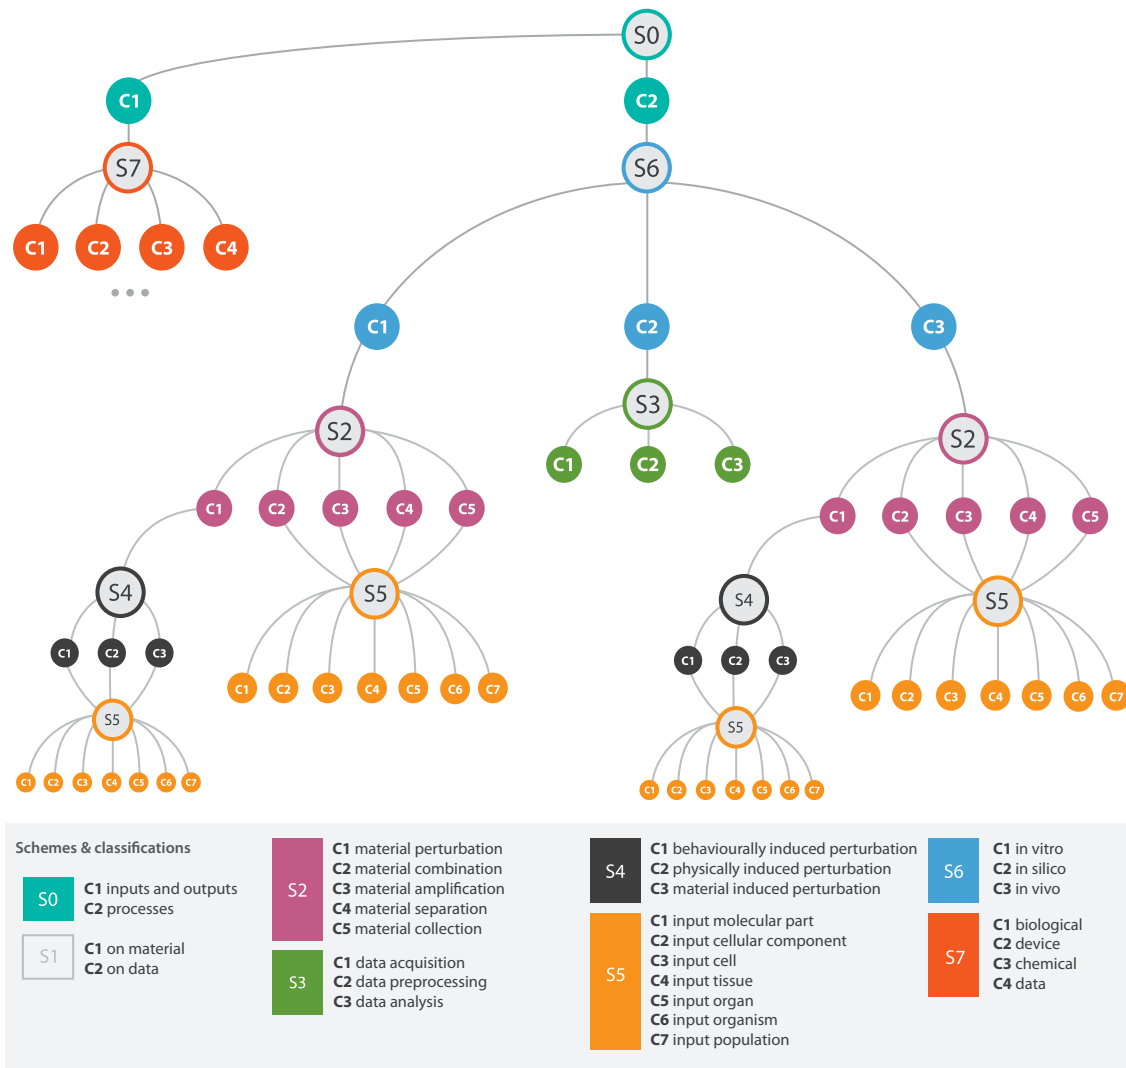 S0
C1
C2
S7
S6
C1 C2 C3 C4
...
C1
C2
C3
S2
S3
S2
C1 C2 C3
C1 C2 C3 C4 C5
C1 C2 C3 C4 C5
S4
S5
S4
S5
C1 C2 C3
C1 C2 C3
C1 C2 C3 C4 C5 C6 C7
C1 C2 C3 C4 C5 C6 C7
S5
S5
C1 C2 C3 C4 C5 C6 C7
C1 C2 C3 C4 C5 C6 C7
Schemes & classifications
S0
C1 inputs and outputs
C2 processes
S1
C1 on material
C2 on data
S2
C1 material perturbation
C2 material combination
C3 material amplification
C4 material separation
C5 material collection
S3
C1 data acquisition
C2 data preprocessing
C3 data analysis
S4
C1 behaviourally induced perturbation
C2 physically induced perturbation
C3 material induced perturbation
S5
C1 input molecular part
C2 input cellular component
C3 input cell
C4 input tissue
C5 input organ
C6 input organism
C7 input population
S6
C1 in vitro
C2 in silico
C3 in vivo
S7
C1 biological
C2 device
C3 chemical
C4 data